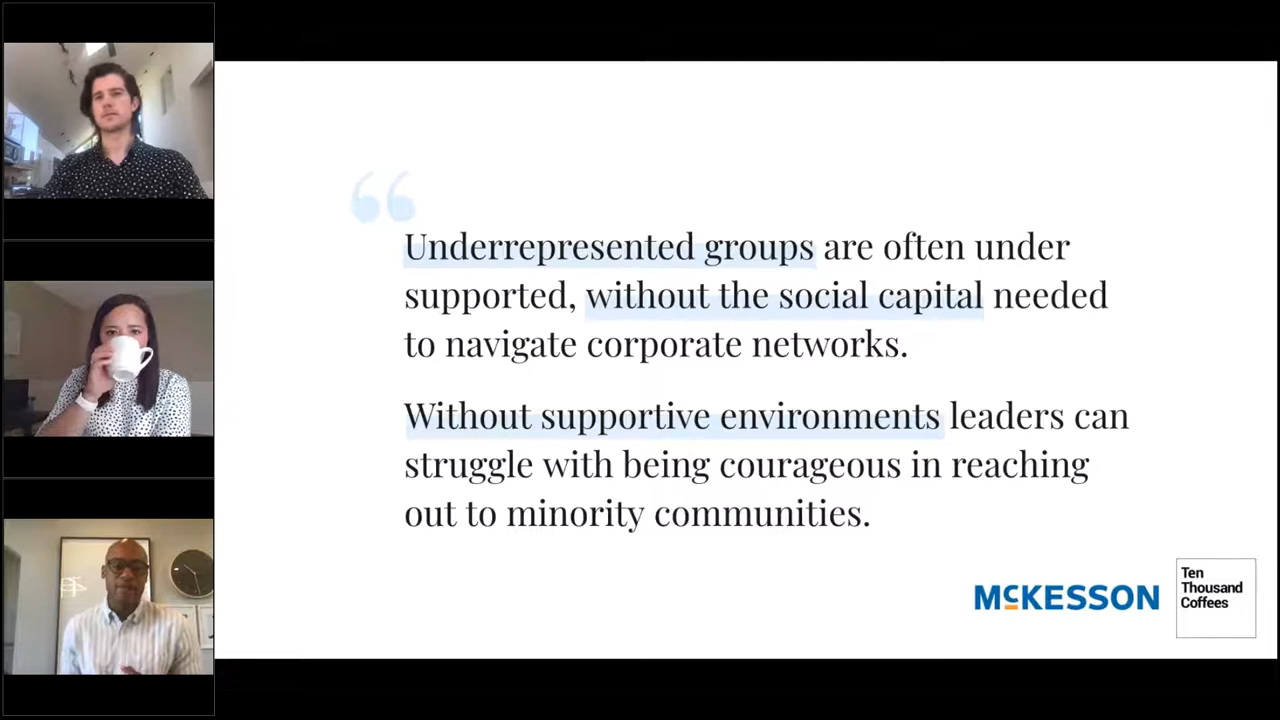 Underrepresented groups are often under
supported, without the social capital needed
to navigate corporate networks.
Without supportive environments leaders can
struggle with being courageous in reaching
out to minority communities.
MCKESSON
Ten
Thousand
Coffees